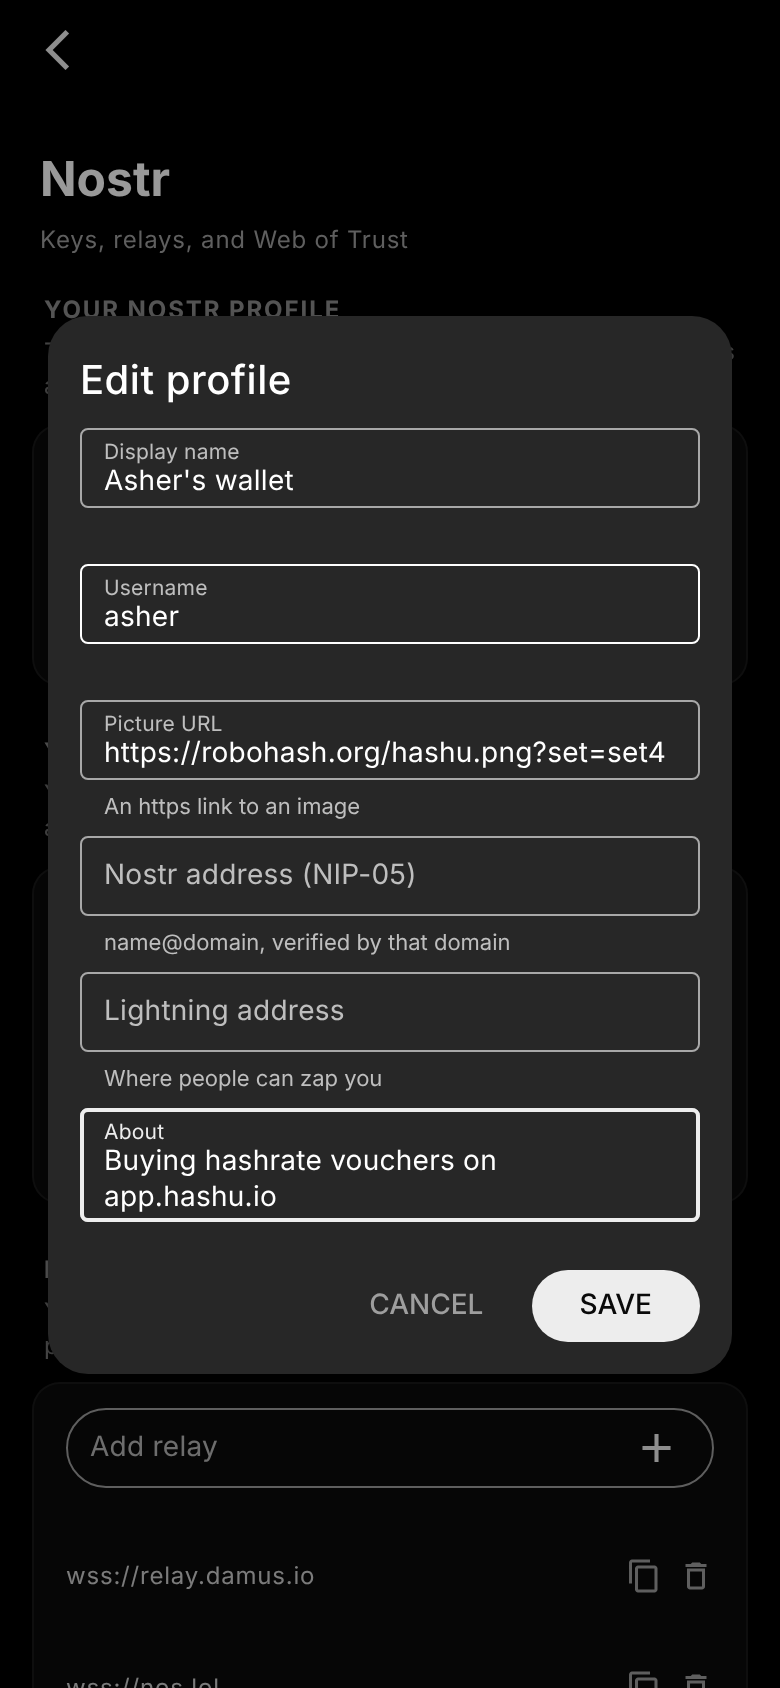 Nostr
Keys, relays, and Web of Trust
YOUR NOSTR PROFILE
Edit profile
Display name
Asher's wallet
Username
asher
Picture URL
https://robohash.org/hashu.png?set=set4
An https link to an image
Nostr address (NIP-05)
name@domain, verified by that domain
Lightning address
Where people can zap you
About
Buying hashrate vouchers on
app.hashu.io
CANCEL
SAVE
Add relay
wss://relay.damus.io
wss://nos.lol